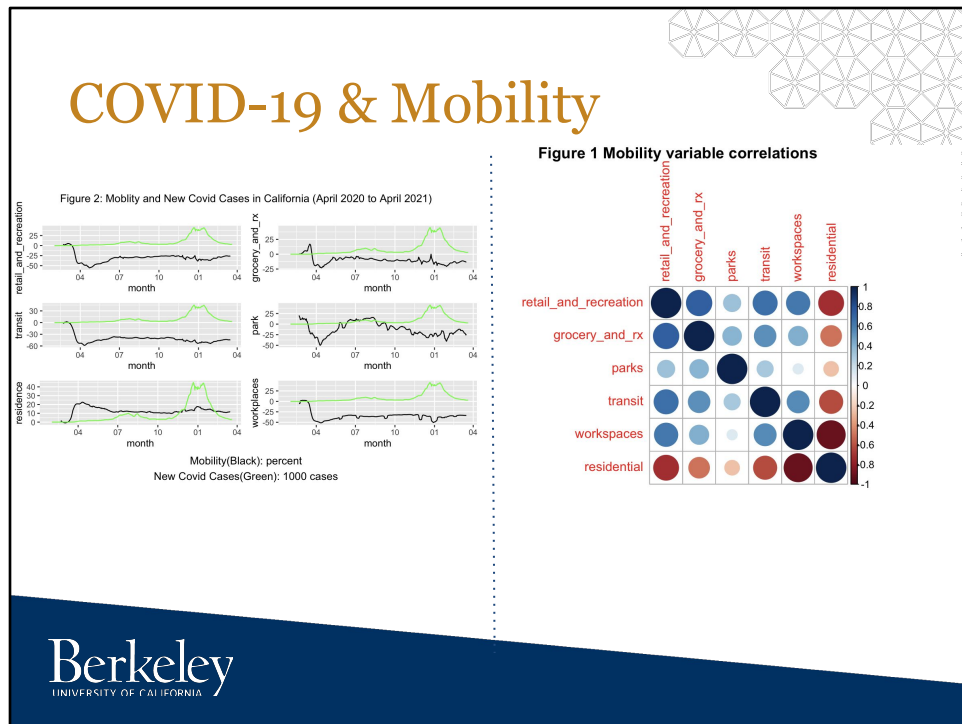 COVID-19 & Mobility
Figure 2: Moblity and New Covid Cases in California (April 2020 to April 2021)
retail_and_recreation
25
0
-25
-50
04 07 10 01 04
month
grocery_and_rx
25
0
-25
04 07 10 01 04
month
transit
30
0
-30
-60
04 07 10 01 04
month
park
25
0
-25
-50
04 07 10 01 04
month
residence
40
30
20
10
0
04 07 10 01 04
month
workplaces
25
0
-25
-50
04 07 10 01 04
month
Mobility(Black): percent
New Covid Cases(Green): 1000 cases
Figure 1 Mobility variable correlations
retail_and_recreation
grocery_and_rx
parks
transit
workspaces
residential
retail_and_recreation
grocery_and_rx
parks
transit
workspaces
residential
1
0.8
0.6
0.4
0.2
0
-0.2
-0.4
-0.6
-0.8
-1
Berkeley
UNIVERSITY OF CALIFORNIA